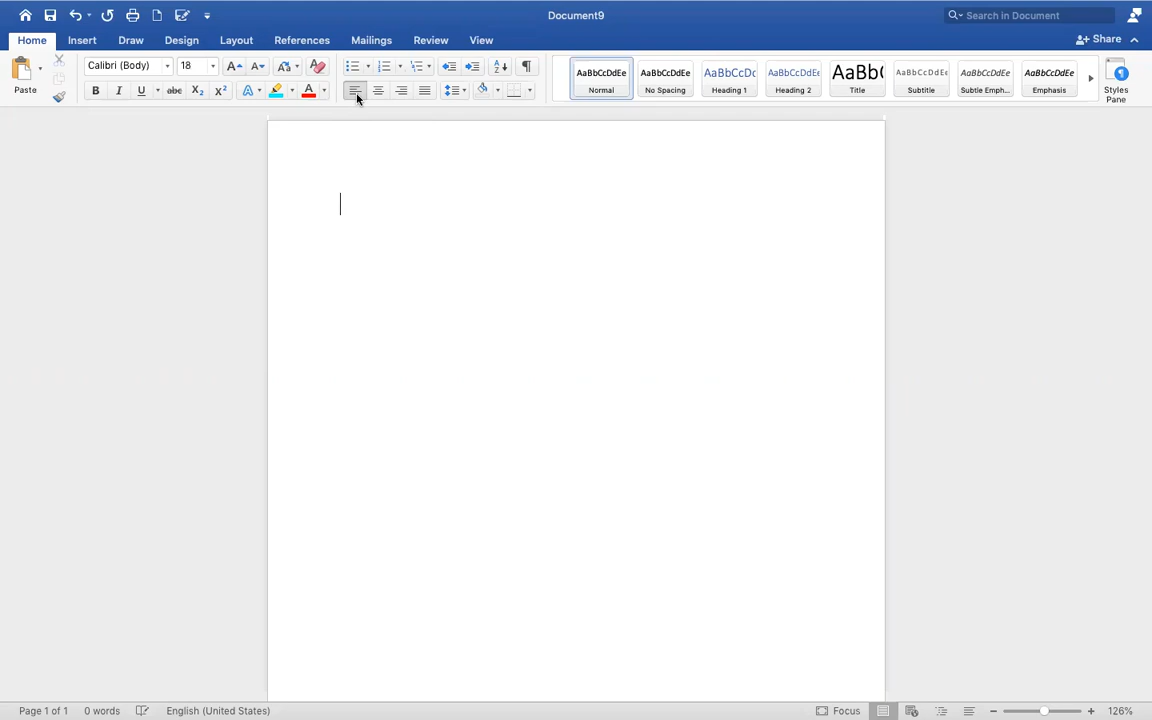 Document9
Search in Document
Home Insert Draw Design Layout References Mailings Review View Share
Paste Calibri (Body) 18
AaBbCcDdEe AaBbCcDdEe AaBbCcDc AaBbCcDdEe AaBb( AaBbCcDdEe AaBbCcDdEe AaBbCcDdEe
Normal No Spacing Heading 1 Heading 2 Title Subtitle Subtle Emph... Emphasis
Styles
Pane
Page 1 of 1 0 words English (United States) Focus 126%